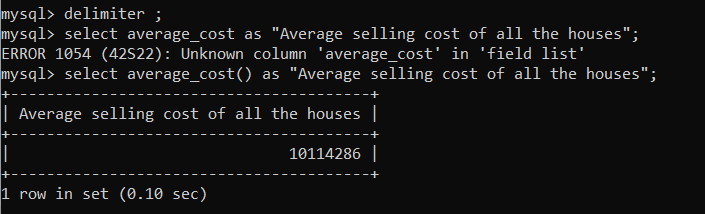 mysql> delimiter ;
mysql> select average_cost as "Average selling cost of all the houses";
ERROR 1054 (42S22): Unknown column 'average_cost' in 'field list'
mysql> select average_cost() as "Average selling cost of all the houses";
+----------------------------------------+
| Average selling cost of all the houses |
+----------------------------------------+
|                               10114286 |
+----------------------------------------+
1 row in set (0.10 sec)